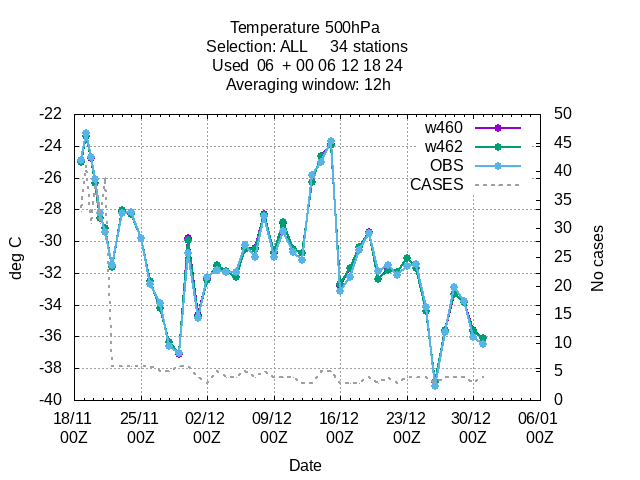 Temperature 500hPa
Selection: ALL 34 stations
Used 06 + 00 06 12 18 24
Averaging window: 12h
-22
-24
-26
-28
-30
-32
-34
-36
-38
-40
deg C
50
45
40
35
30
25
20
15
10
5
0
No cases
w460
w462
OBS
CASES
18/11 25/11 02/12 09/12 16/12 23/12 30/12 06/01
00Z 00Z 00Z 00Z 00Z 00Z 00Z 00Z
Date